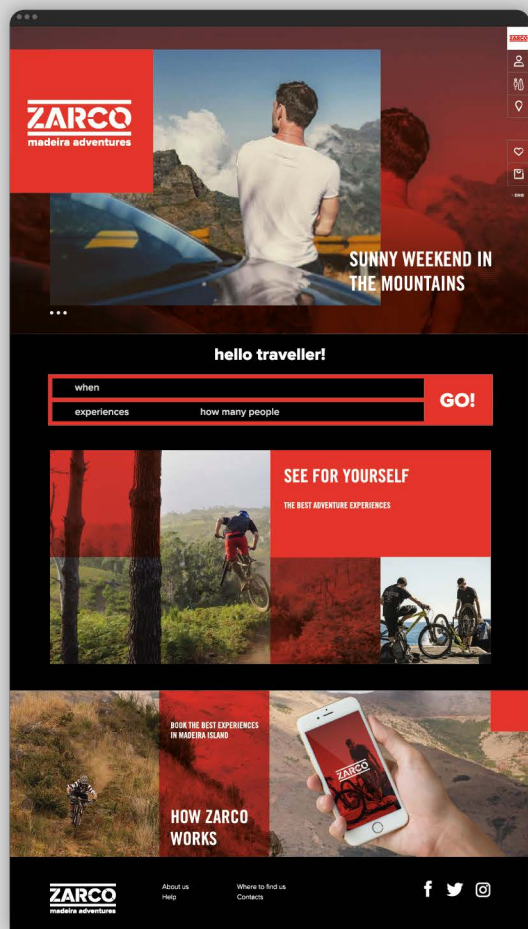 ZARCO
ZARCO
madeira adventures
ENG
SUNNY WEEKEND IN
THE MOUNTAINS
hello traveller!
when
GO!
experiences
how many people
SEE FOR YOURSELF
THE BEST ADVENTURE EXPERIENCES
BOOK THE BEST EXPERIENCES
IN MADEIRA ISLAND
ZARCO
HOW ZARCO
WORKS
ZARCO
madeira adventures
About us
Help
Where to find us
Contacts